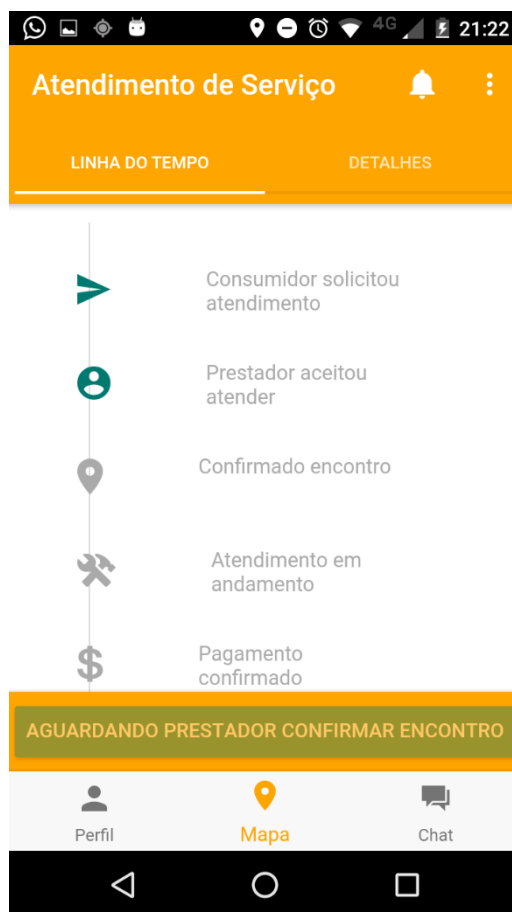 4G 21:22
Atendimento de Serviço
LINHA DO TEMPO DETALHES
Consumidor solicitou
atendimento
Prestador aceitou
atender
Confirmado encontro
Atendimento em
andamento
Pagamento
confirmado
AGUARDANDO PRESTADOR CONFIRMAR ENCONTRO
Perfil Mapa Chat